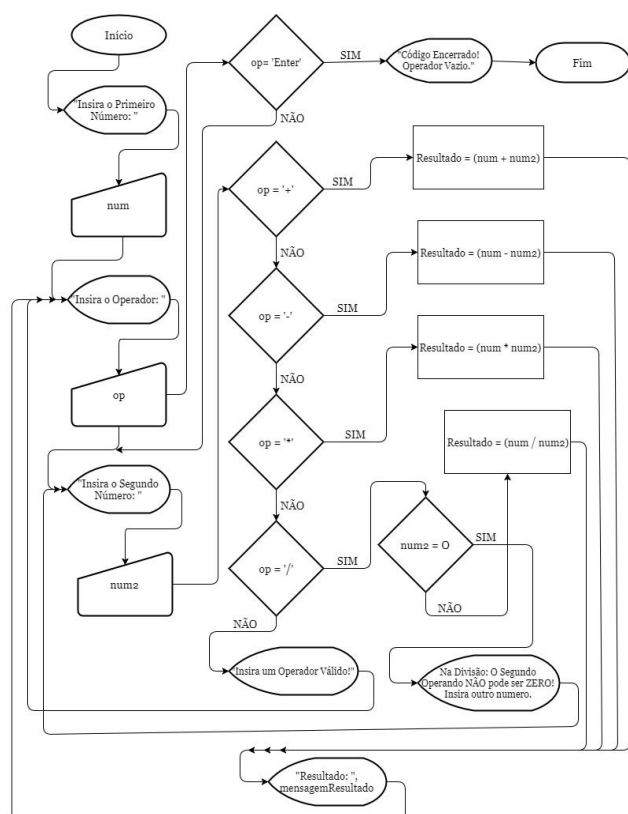 Início
op= 'Enter'
SIM
"Código Encerrado!
Operador Vazio."
Fim
"Insira o Primeiro
Número: "
NÃO
num
op = '+'
SIM
Resultado = (num + num2)
NÃO
"Insira o Operador: "
op = '-'
SIM
Resultado = (num - num2)
NÃO
op
op = '*'
SIM
Resultado = (num * num2)
NÃO
"Insira o Segundo
Número: "
Resultado = (num / num2)
num2
op = '/'
SIM
num2 = O
SIM
NÃO
NÃO
"Insira um Operador Válido!"
Na Divisão: O Segundo
Operando NÃO pode ser ZERO!
Insira outro numero.
"Resultado: ",
mensagemResultado